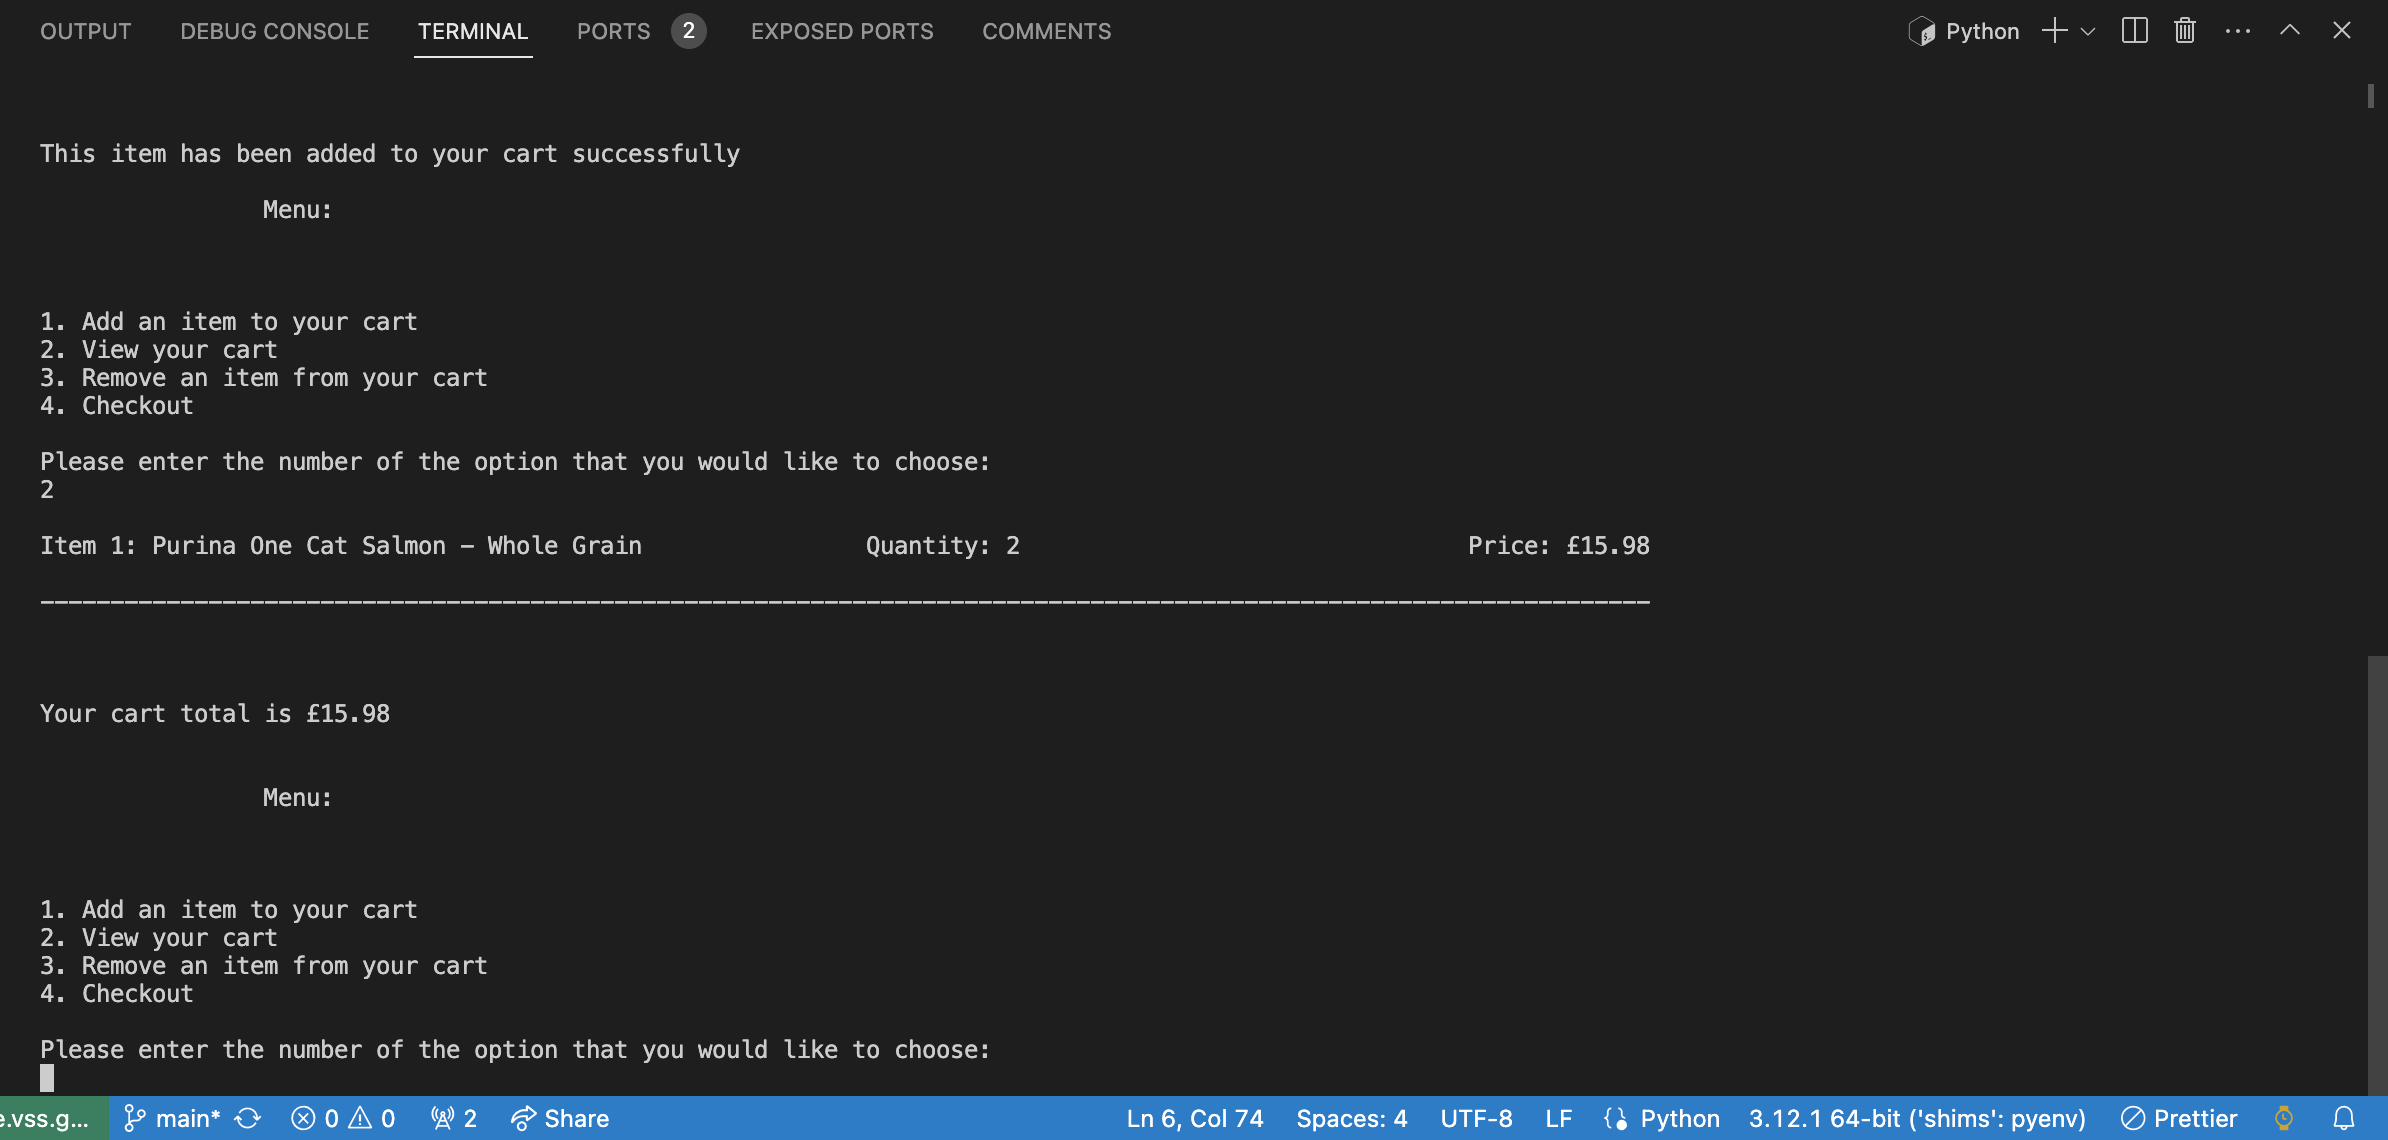 OUTPUT DEBUG CONSOLE TERMINAL PORTS 2 EXPOSED PORTS COMMENTS Python
This item has been added to your cart successfully
Menu:
1. Add an item to your cart
2. View your cart
3. Remove an item from your cart
4. Checkout
Please enter the number of the option that you would like to choose:
2
Item 1: Purina One Cat Salmon – Whole Grain Quantity: 2 Price: £15.98
Your cart total is £15.98
Menu:
1. Add an item to your cart
2. View your cart
3. Remove an item from your cart
4. Checkout
Please enter the number of the option that you would like to choose:
e.vss.g... main* 0 0 2 Share Ln 6, Col 74 Spaces: 4 UTF-8 LF Python 3.12.1 64-bit ('shims': pyenv) Prettier